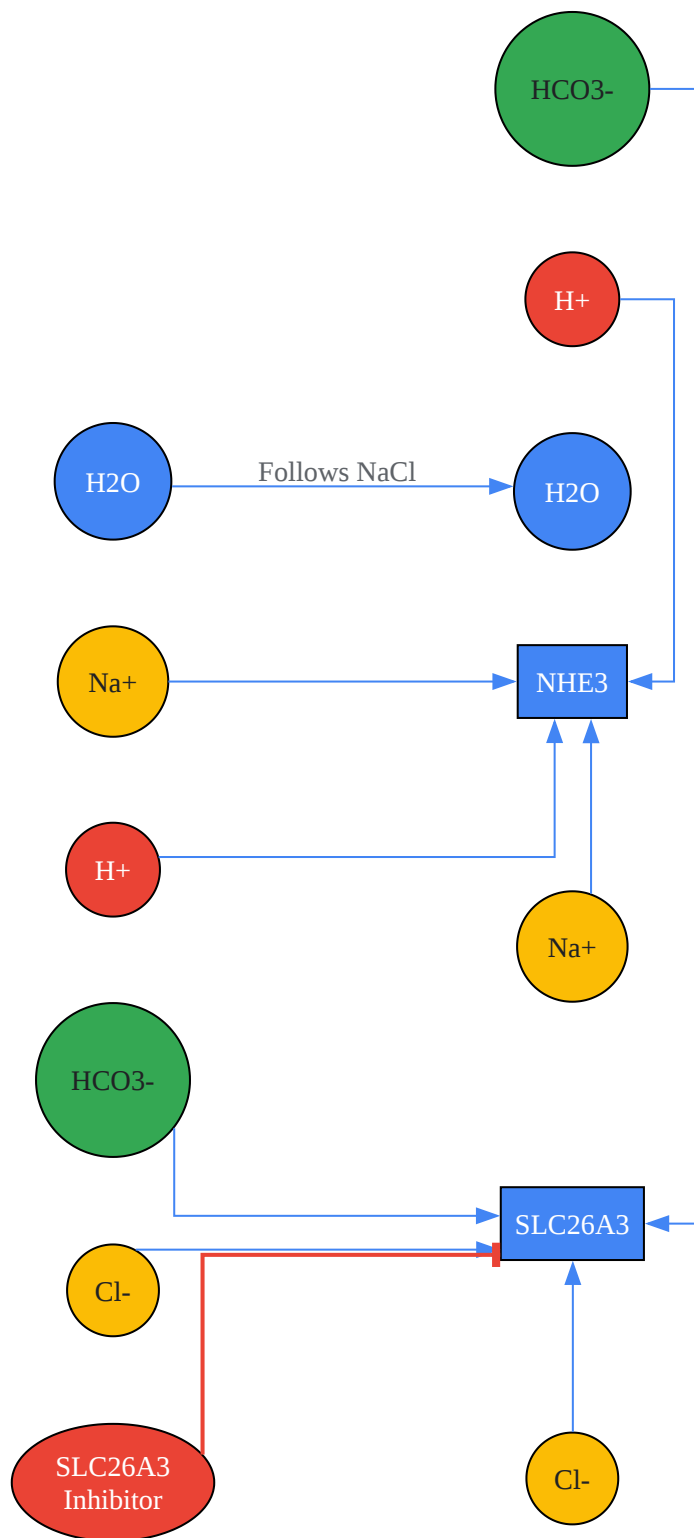 HCO3-
H+
Follows NaCl
H2O
H2O
Na+
NHE3
H+
Na+
HCO3-
SLC26A3
Cl-
SLC26A3
Inhibitor
Cl-